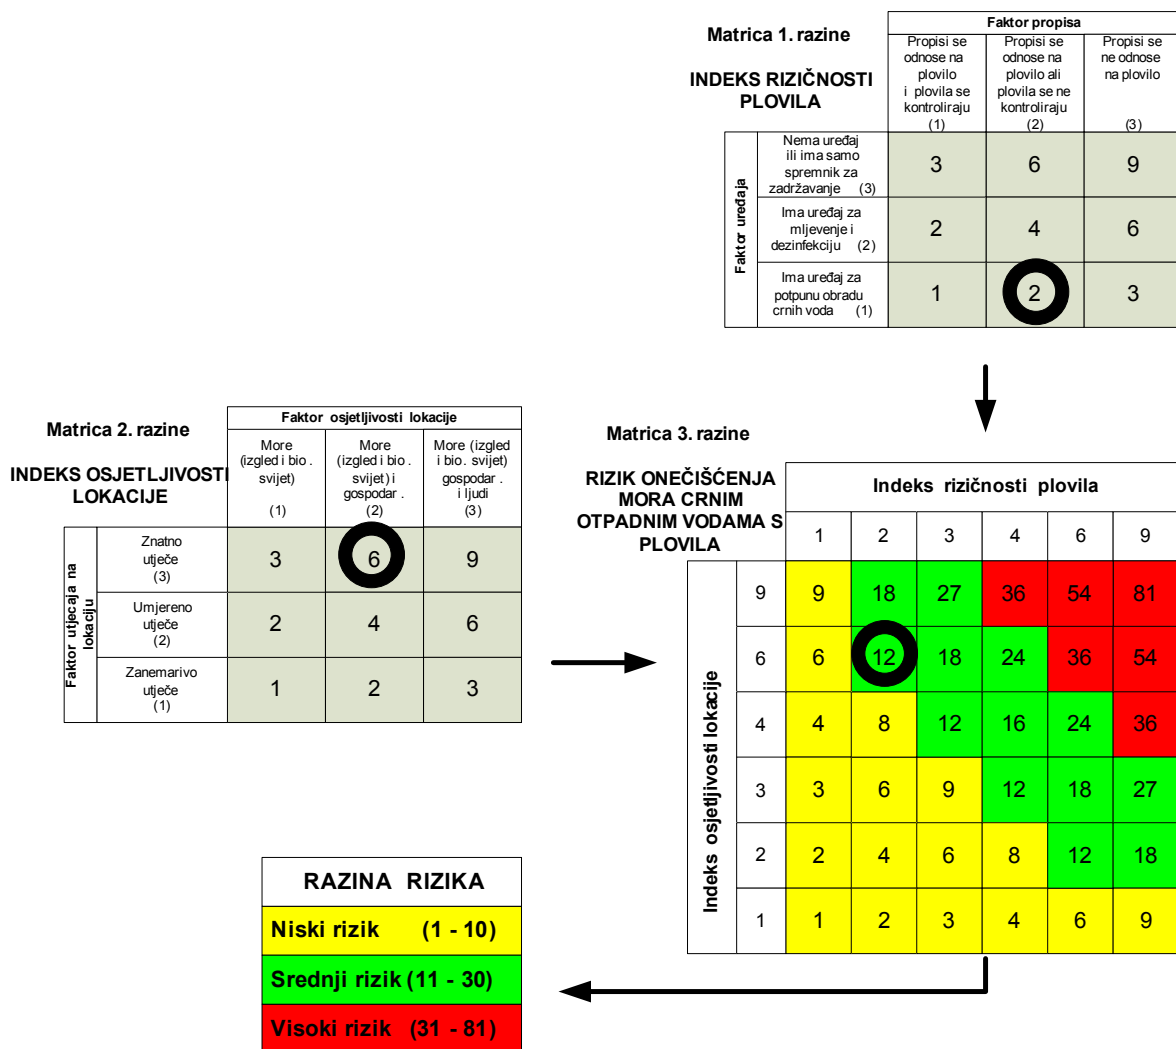 Matrica 1. razine
INDEKS RIZIČNOSTI
PLOVILA
Faktor propisa
Propisi se
odnose na
plovilo
i plovila se
kontroliraju
(1)
Propisi se
odnose na
plovilo ali
plovila se ne
kontroliraju
(2)
Propisi se
ne odnose
na plovilo
(3)
Faktor uređaja
Nema uređaj
ili ima samo
spremnik za
zadržavanje (3)
3 6 9
Ima uređaj za
mljevenje i
dezinfekciju (2)
2 4 6
Ima uređaj za
potpunu obradu
crnih voda (1)
1 2 3
Matrica 2. razine
INDEKS OSJETLJIVOSTI
LOKACIJE
Faktor osjetljivosti lokacije
More
(izgled i bio.
svijet)
(1)
More
(izgled i bio.
svijet) i
gospodar.
(2)
More (izgled
i bio. svijet)
gospodar.
i ljudi
(3)
Faktor utjecaja na
lokaciju
Znatno
utječe
(3)
3 6 9
Umjereno
utječe
(2)
2 4 6
Zanemarivo
utječe
(1)
1 2 3
Matrica 3. razine
RIZIK ONEČIŠĆENJA
MORA CRNIM
OTPADNIM VODAMA S
PLOVILA
Indeks rizičnosti plovila
1 2 3 4 6 9
Indeks osjetljivosti lokacije
9 9 18 27 36 54 81
6 6 12 18 24 36 54
4 4 8 12 16 24 36
3 3 6 9 12 18 27
2 2 4 6 8 12 18
1 1 2 3 4 6 9
RAZINA RIZIKA
Niski rizik (1 - 10)
Srednji rizik (11 - 30)
Visoki rizik (31 - 81)